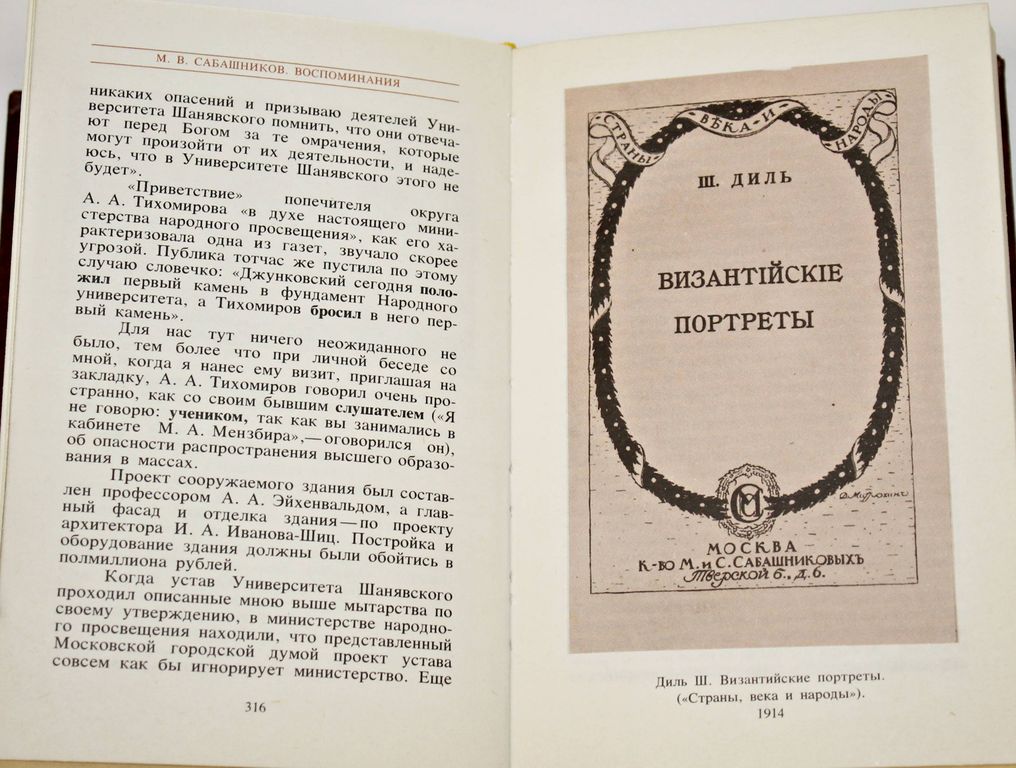 М. В. САБАШНИКОВ. ВОСПОМИНАНИЯ
никаких опасений и призываю деятелей Уни-
верситета Шанявского помнить, что они отвеча-
ют перед Богом за те омрачения, которые
могут произойти от их деятельности, и наде-
юсь, что в Университете Шанявского этого не
будет».
«Приветствие» попечителя округа
А. А. Тихомирова «в духе настоящего мини-
стерства народного просвещения», как его ха-
рактеризовала одна из газет, звучало скорее
угрозой. Публика тотчас же пустила по этому
случаю словечко: «Джунковский сегодня поло-
жил первый камень в фундамент Народного
университета, а Тихомиров бросил в него пер-
вый камень».
Для нас тут ничего неожиданного не
было, тем более что при личной беседе со
мной, когда я нанес ему визит, приглашая на
закладку, А. А. Тихомиров говорил очень про-
странно, как со своим бывшим слушателем («Я
не говорю: учеником, так как вы занимались в
кабинете М. А. Мензбира»,—оговорился он),
об опасности распространения высшего образо-
вания в массах.
Проект сооружаемого здания был состав-
лен профессором А. А. Эйхенвальдом, а глав-
ный фасад и отделка здания—по проекту
архитектора И. А. Иванова-Шиц. Постройка и
оборудование здания должны были обойтись в
полмиллиона рублей.
Когда устав Университета Шанявского
проходил описанные мною выше мытарства по
своему утверждению, в министерстве народно-
го просвещения находили, что представленный
Московской городской думой проект устава
совсем как бы игнорирует министерство. Еще
316
СТРАНЫ ВѢКА И НАРОДЫ
Ш. ДИЛЬ
ВИЗАНТІЙСКІЕ
ПОРТРЕТЫ
Д. Митрохинъ
МОСКВА
К-ВО М. и С. САБАШНИКОВЫХЪ
Тверской б., д. 6.
Диль Ш. Византийские портреты.
(«Страны, века и народы»).
1914